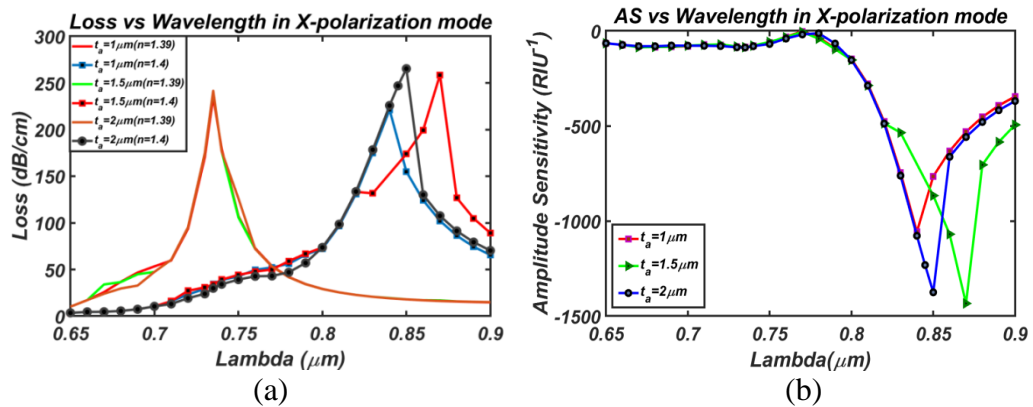 Loss vs Wavelength in X-polarization mode
300
250
200
150
100
50
0
Loss (dB/cm)
t_a=1μm(n=1.39)
t_a=1μm(n=1.4)
t_a=1.5μm(n=1.39)
t_a=1.5μm(n=1.4)
t_a=2μm(n=1.39)
t_a=2μm(n=1.4)
0.65 0.7 0.75 0.8 0.85 0.9
Lambda (μm)
(a)
AS vs Wavelength in X-polarization mode
0
-500
-1000
-1500
Amplitude Sensitivity (RIU⁻¹)
t_a=1μm
t_a=1.5μm
t_a=2μm
0.65 0.7 0.75 0.8 0.85 0.9
Lambda(μm)
(b)